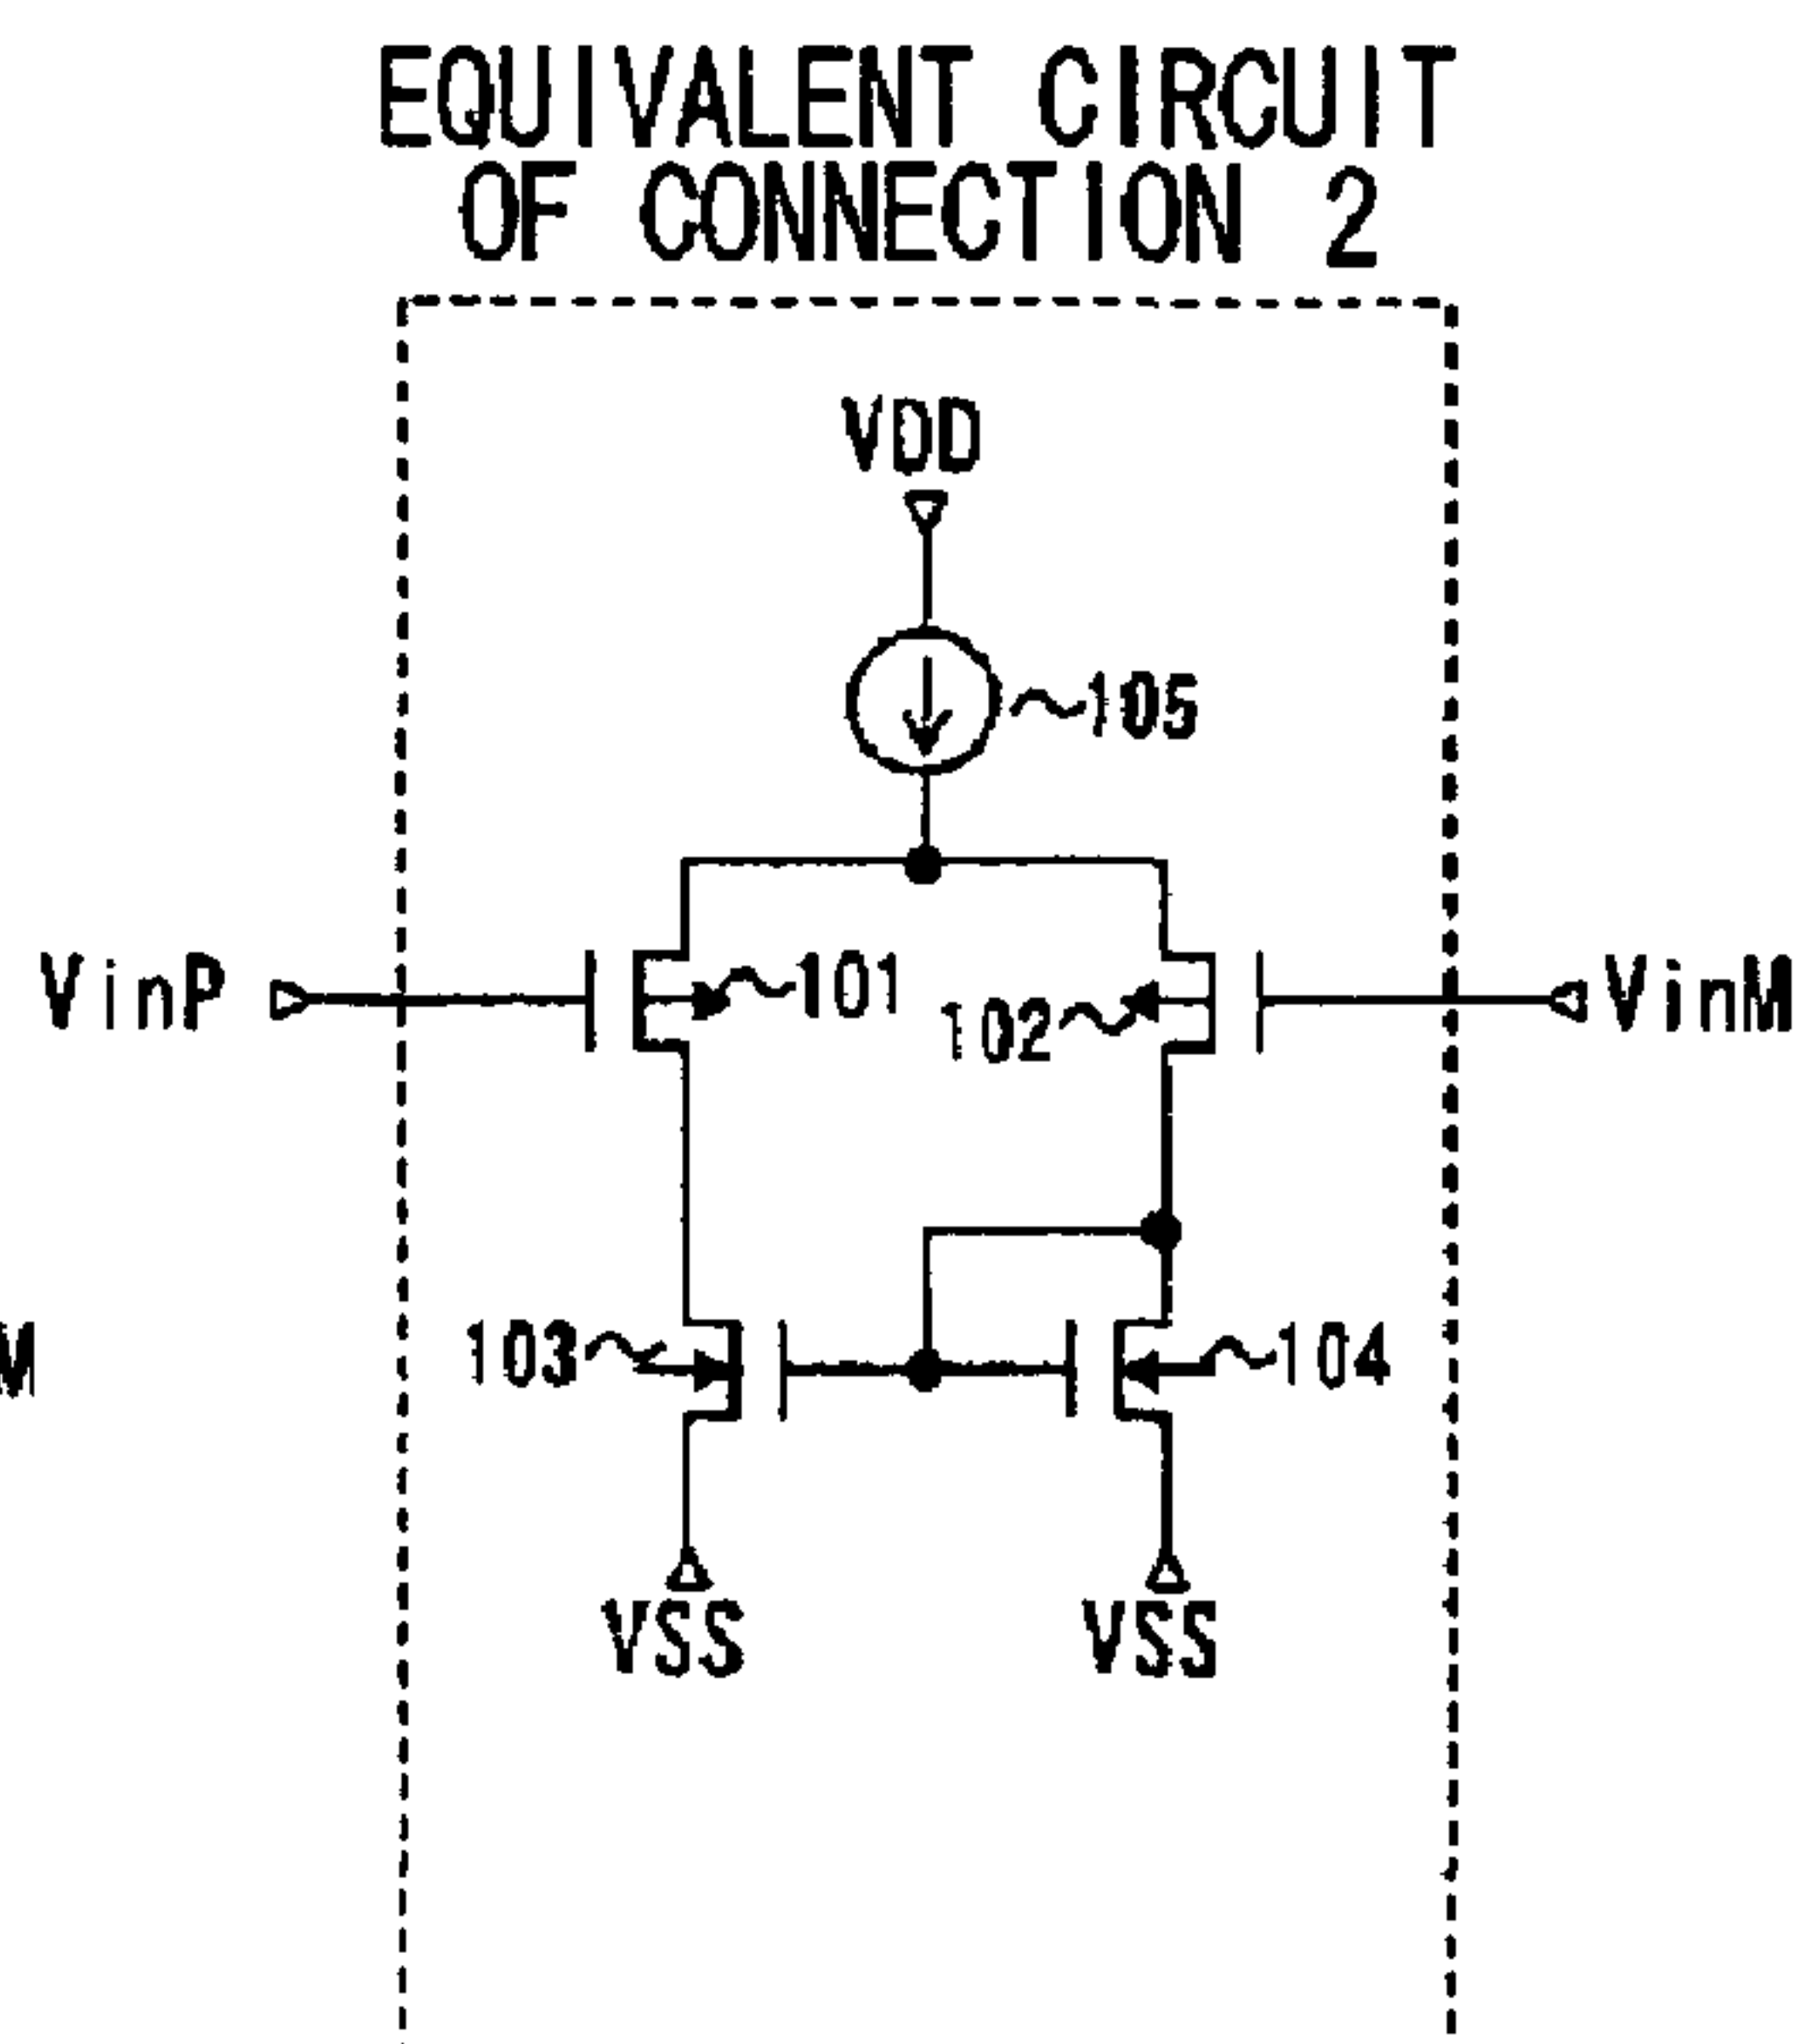 EQUIVALENT CIRCUIT
OF CONNECTION 2
VDD
105
VinP
101
102
VinM
M
103
104
VSS
VSS